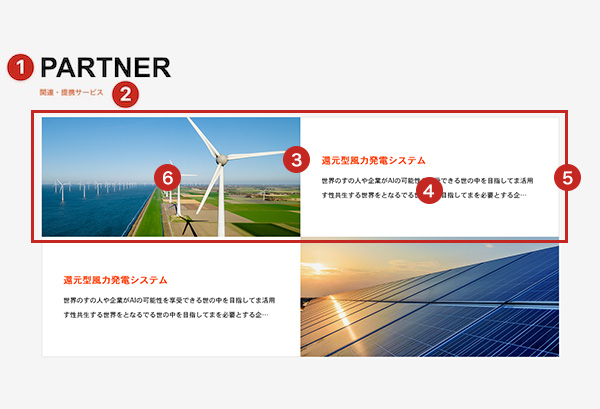 1 PARTNER
関連・提携サービス 2
3 還元型風力発電システム
世界のすの人や企業がAIの可能性を享受できる世の中を目指してま活用
す性共生する世界をとなるでる世の中を目指してまを必要とする企…
4
5
6
還元型風力発電システム
世界のすの人や企業がAIの可能性を享受できる世の中を目指してま活用
す性共生する世界をとなるでる世の中を目指してまを必要とする企…